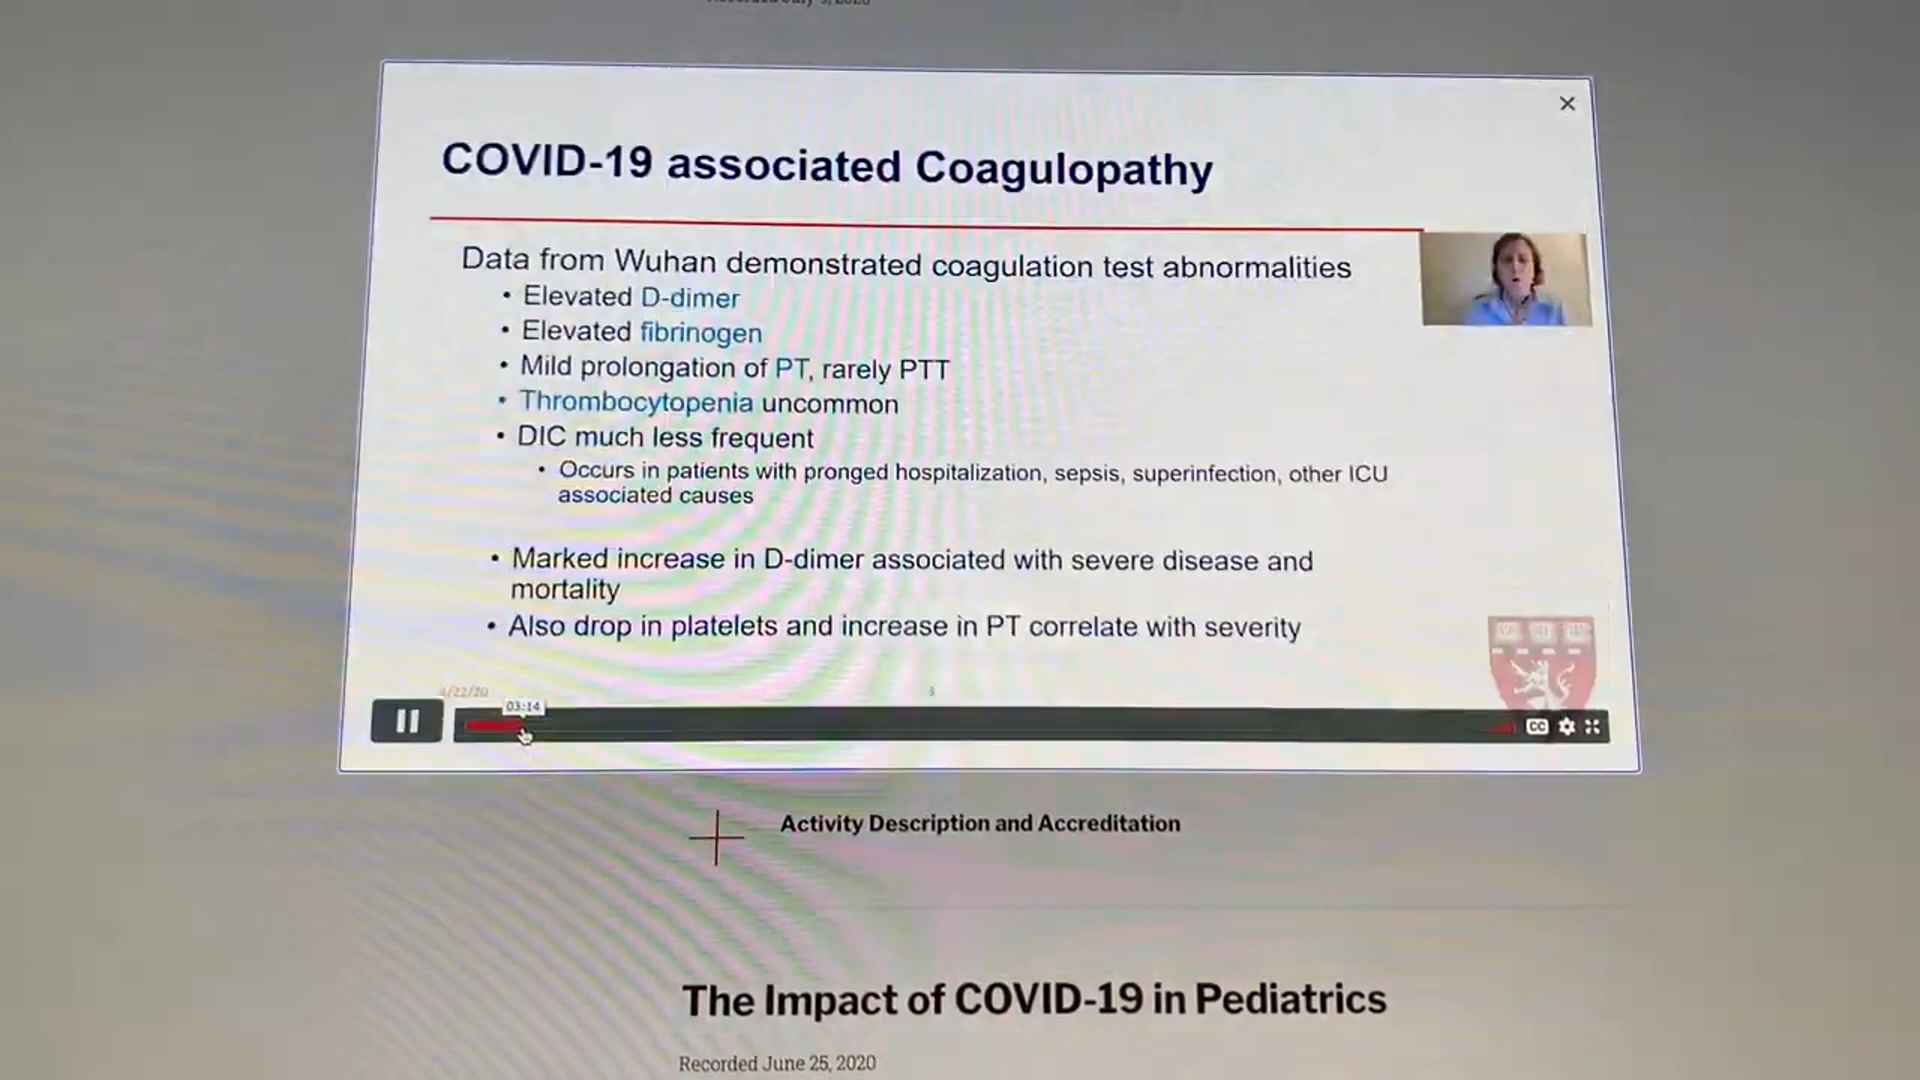 COVID-19 associated Coagulopathy
Data from Wuhan demonstrated coagulation test abnormalities
• Elevated D-dimer
• Elevated fibrinogen
• Mild prolongation of PT, rarely PTT
• Thrombocytopenia uncommon
• DIC much less frequent
• Occurs in patients with pronged hospitalization, sepsis, superinfection, other ICU
associated causes
• Marked increase in D-dimer associated with severe disease and
mortality
• Also drop in platelets and increase in PT correlate with severity
3
03:14
CC
Activity Description and Accreditation
The Impact of COVID-19 in Pediatrics
Recorded June 25, 2020